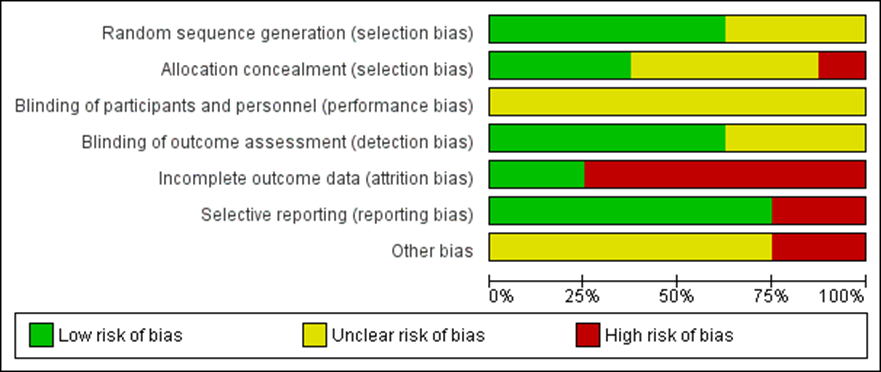 Random sequence generation (selection bias)
Allocation concealment (selection bias)
Blinding of participants and personnel (performance bias)
Blinding of outcome assessment (detection bias)
Incomplete outcome data (attrition bias)
Selective reporting (reporting bias)
Other bias
0% 25% 50% 75% 100%
Low risk of bias Unclear risk of bias High risk of bias